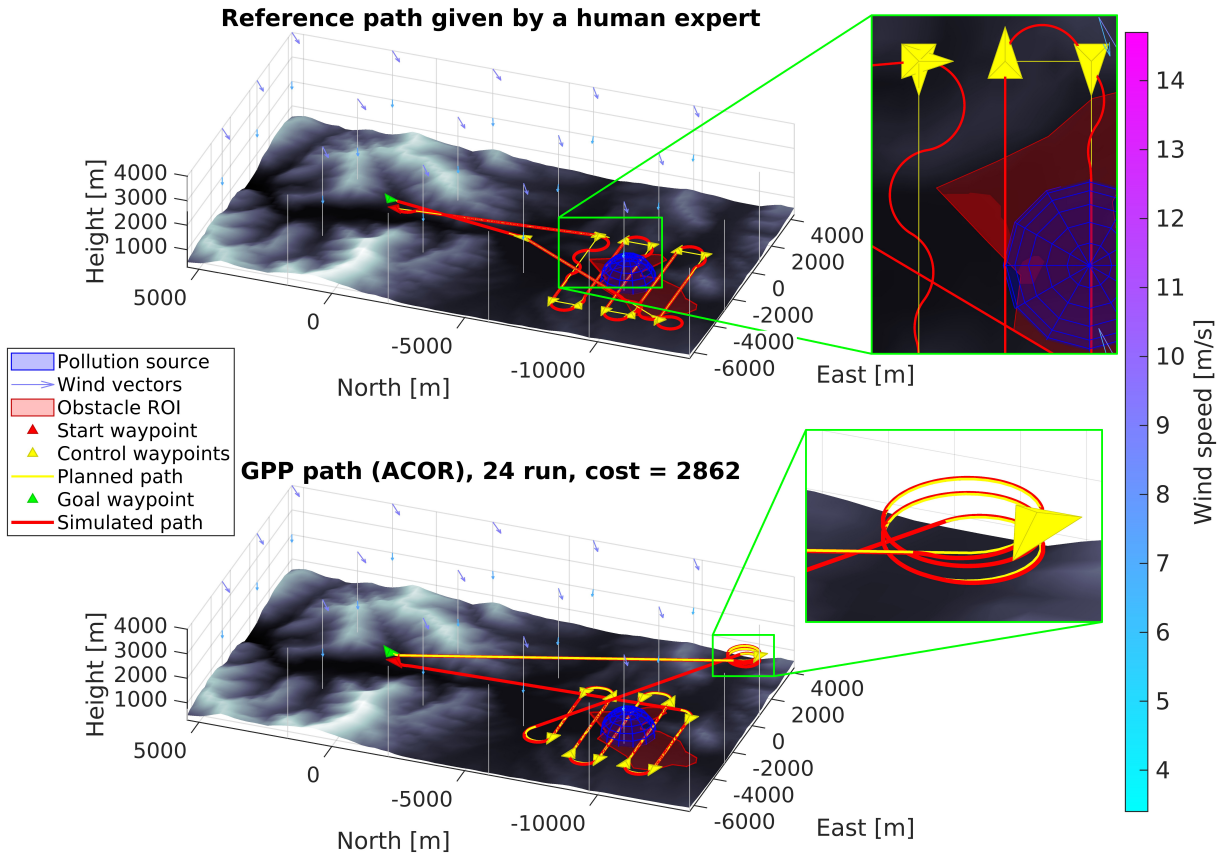 Reference path given by a human expert
Height [m]
4000
3000
2000
1000
5000
0
-5000
-10000
North [m]
4000
2000
0
-2000
-4000
-6000
East [m]
14
13
12
11
10
9
8
7
6
5
4
Wind speed [m/s]
Pollution source
Wind vectors
Obstacle ROI
Start waypoint
Control waypoints
Planned path
Goal waypoint
Simulated path
GPP path (ACOR), 24 run, cost = 2862
Height [m]
4000
3000
2000
1000
5000
0
-5000
-10000
North [m]
4000
2000
0
-2000
-4000
-6000
East [m]